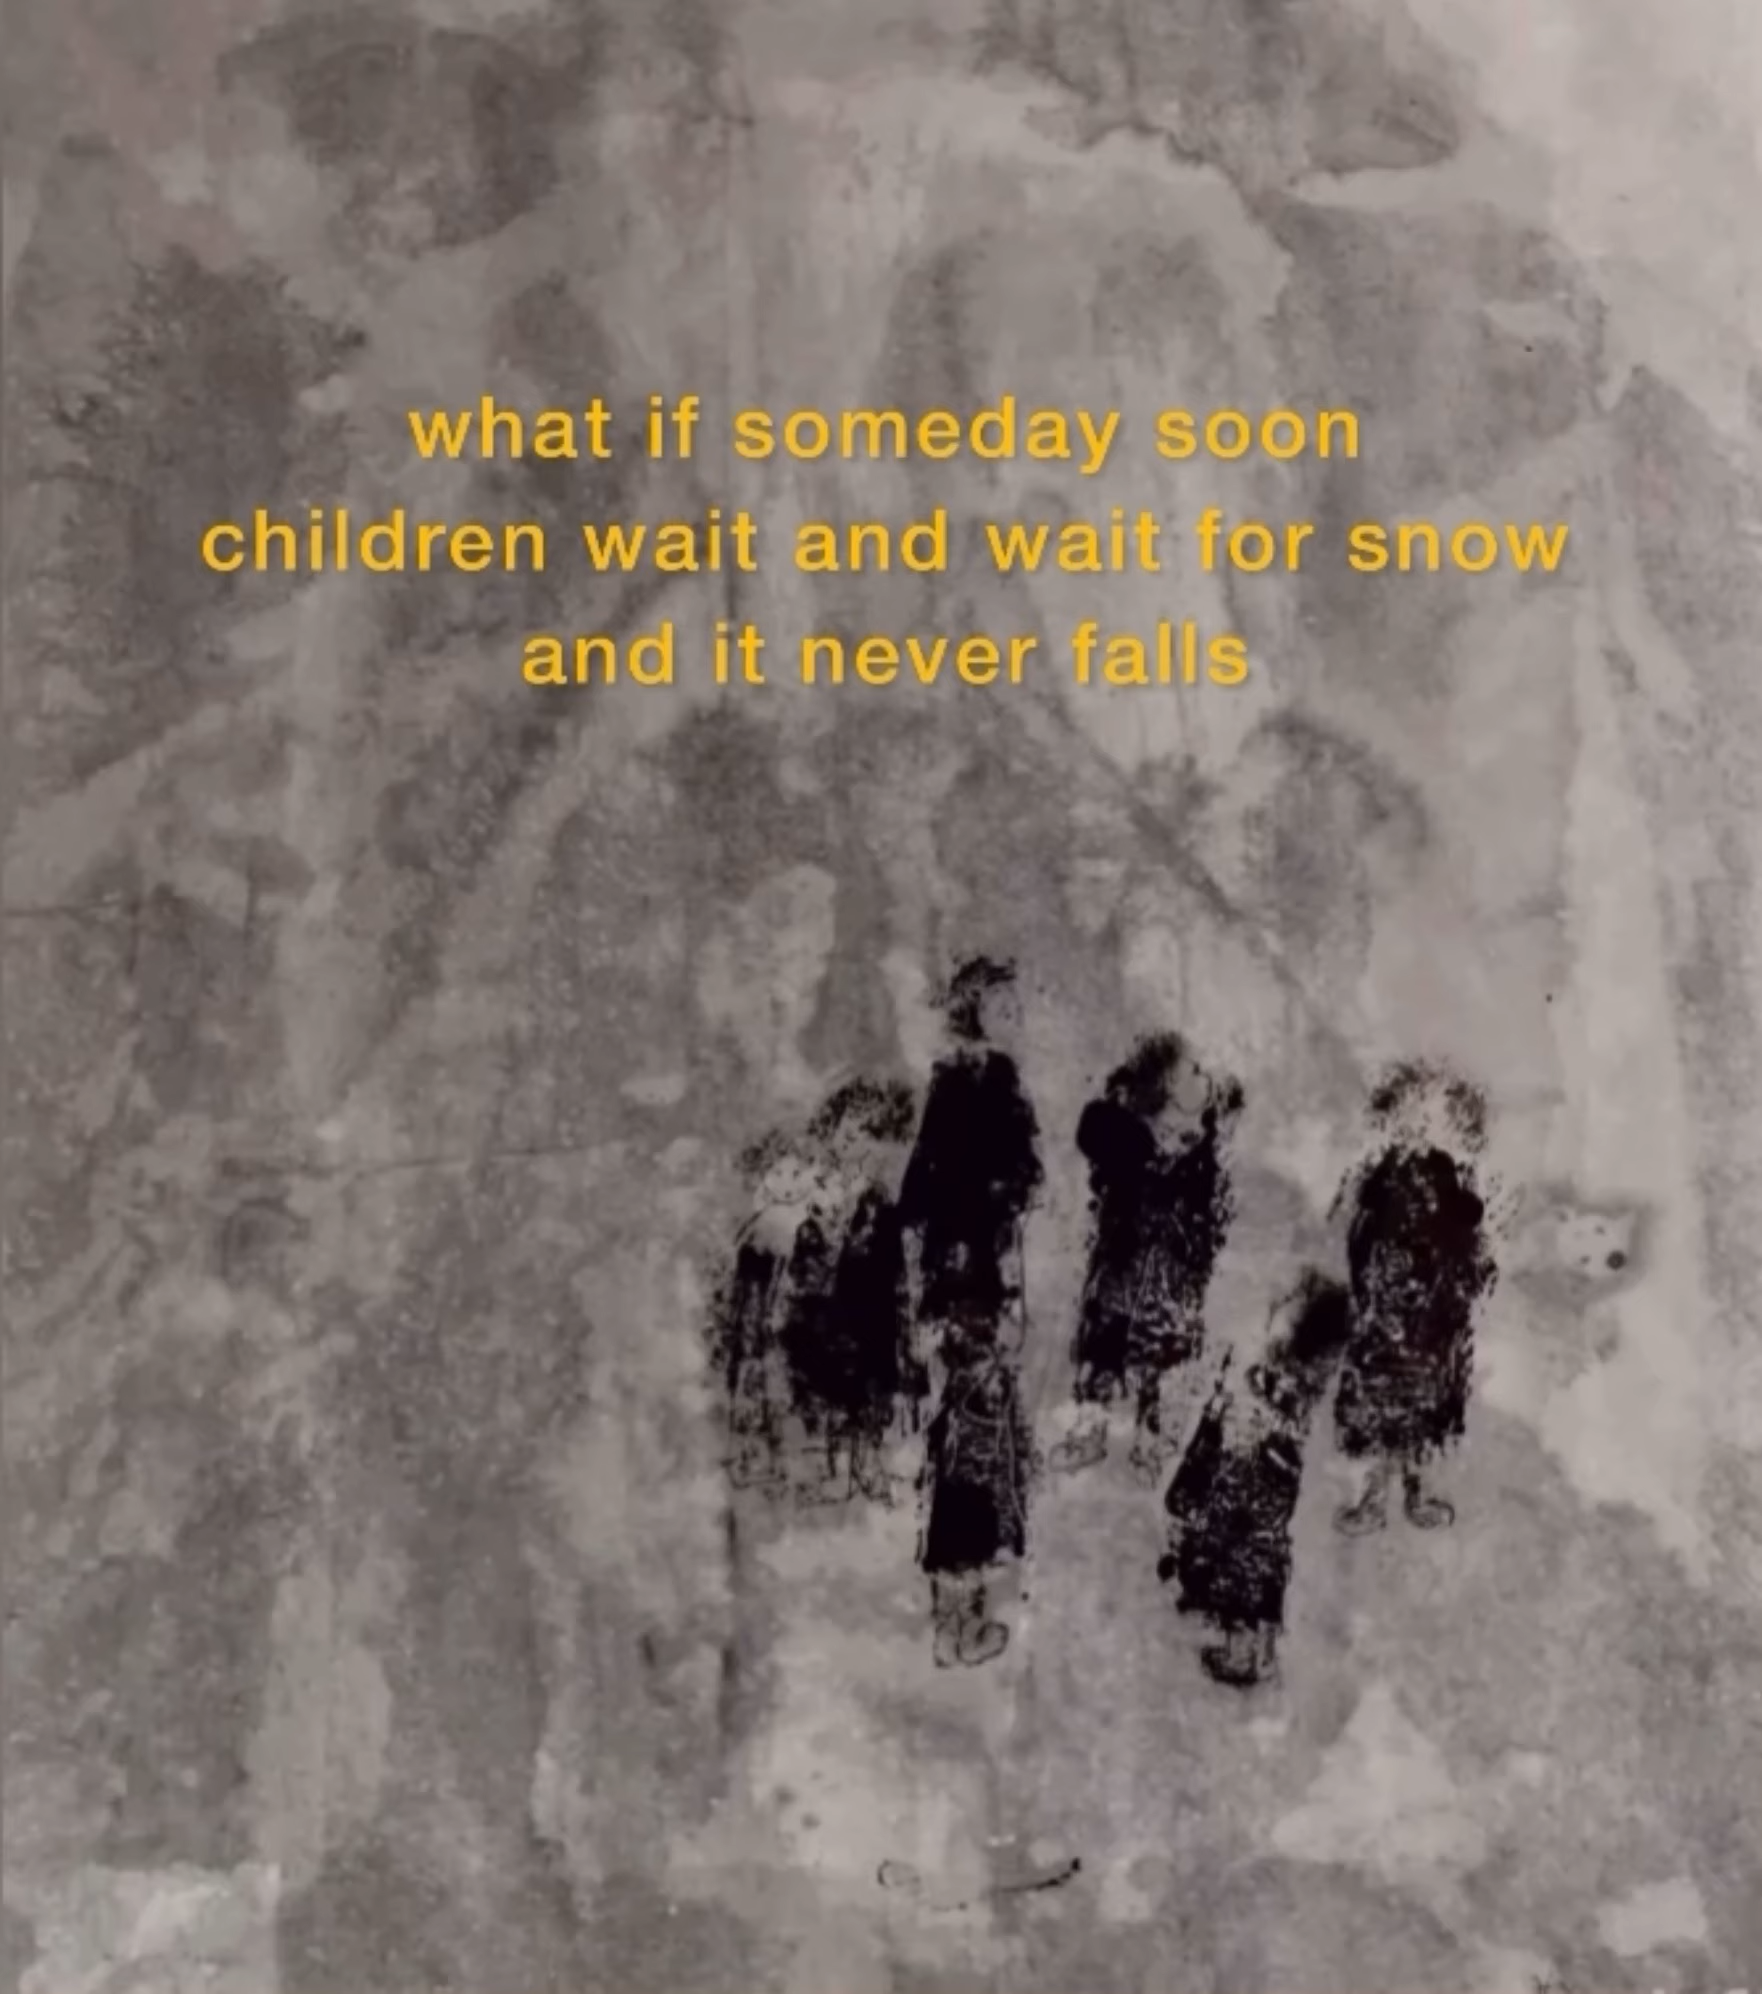 what if someday soon
children wait and wait for snow
and it never falls